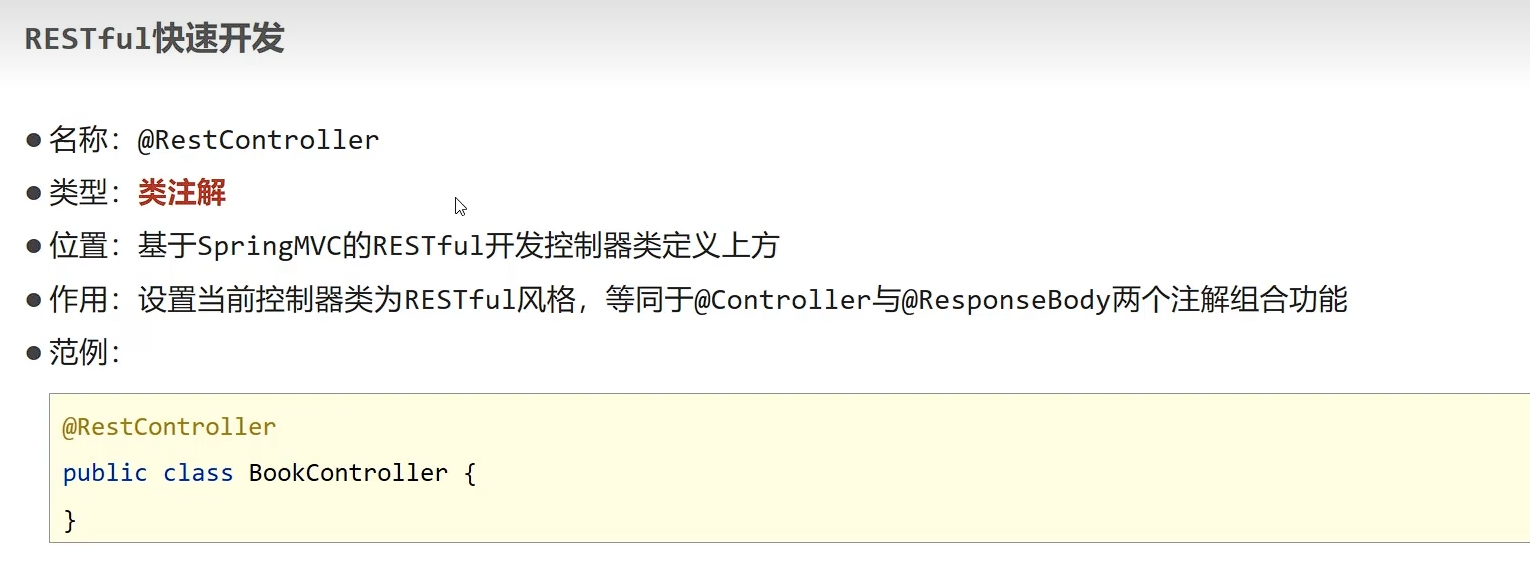 RESTful快速开发
● 名称：@RestController
● 类型：类注解
● 位置：基于SpringMVC的RESTful开发控制器类定义上方
● 作用：设置当前控制器类为RESTful风格，等同于@Controller与@ResponseBody两个注解组合功能
● 范例：
@RestController
public class BookController {
}